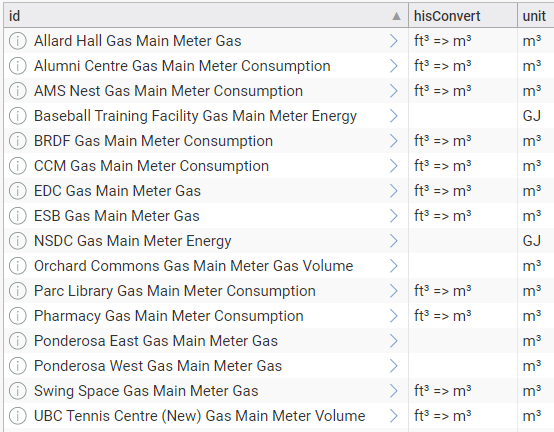 id hisConvert unit
Allard Hall Gas Main Meter Gas ft³ => m³ m³
Alumni Centre Gas Main Meter Consumption ft³ => m³ m³
AMS Nest Gas Main Meter Consumption ft³ => m³ m³
Baseball Training Facility Gas Main Meter Energy GJ
BRDF Gas Main Meter Consumption ft³ => m³ m³
CCM Gas Main Meter Consumption ft³ => m³ m³
EDC Gas Main Meter Gas ft³ => m³ m³
ESB Gas Main Meter Gas ft³ => m³ m³
NSDC Gas Main Meter Energy GJ
Orchard Commons Gas Main Meter Gas Volume m³
Parc Library Gas Main Meter Consumption ft³ => m³ m³
Pharmacy Gas Main Meter Consumption ft³ => m³ m³
Ponderosa East Gas Main Meter Gas m³
Ponderosa West Gas Main Meter Gas m³
Swing Space Gas Main Meter Gas ft³ => m³ m³
UBC Tennis Centre (New) Gas Main Meter Volume ft³ => m³ m³